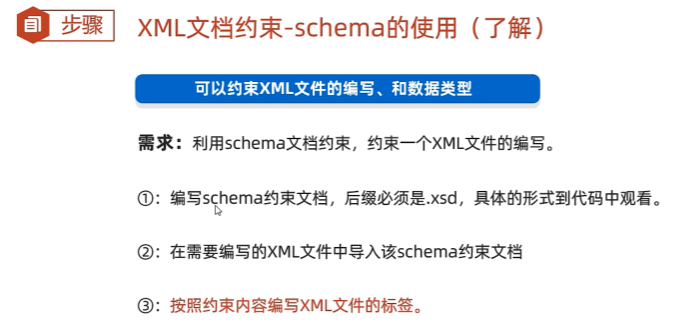 步骤
XML文档约束-schema的使用（了解）
可以约束XML文件的编写、和数据类型
需求：利用schema文档约束，约束一个XML文件的编写。
①：编写schema约束文档，后缀必须是.xsd，具体的形式到代码中观看。
②：在需要编写的XML文件中导入该schema约束文档
③：按照约束内容编写XML文件的标签。